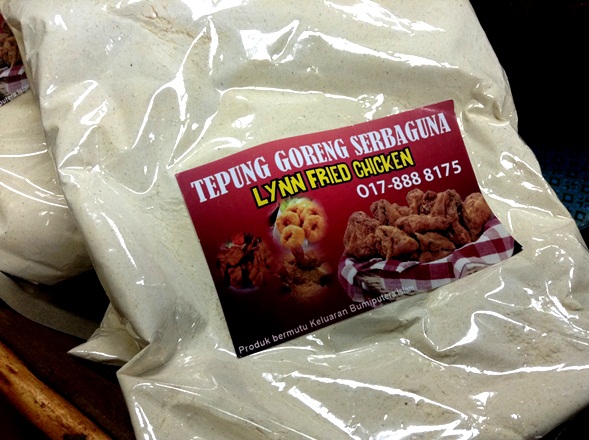 TEPUNG GORENG SERBAGUNA
LYNN FRIED CHICKEN
017-888 8175
Produk bermutu Keluaran Bumiputera